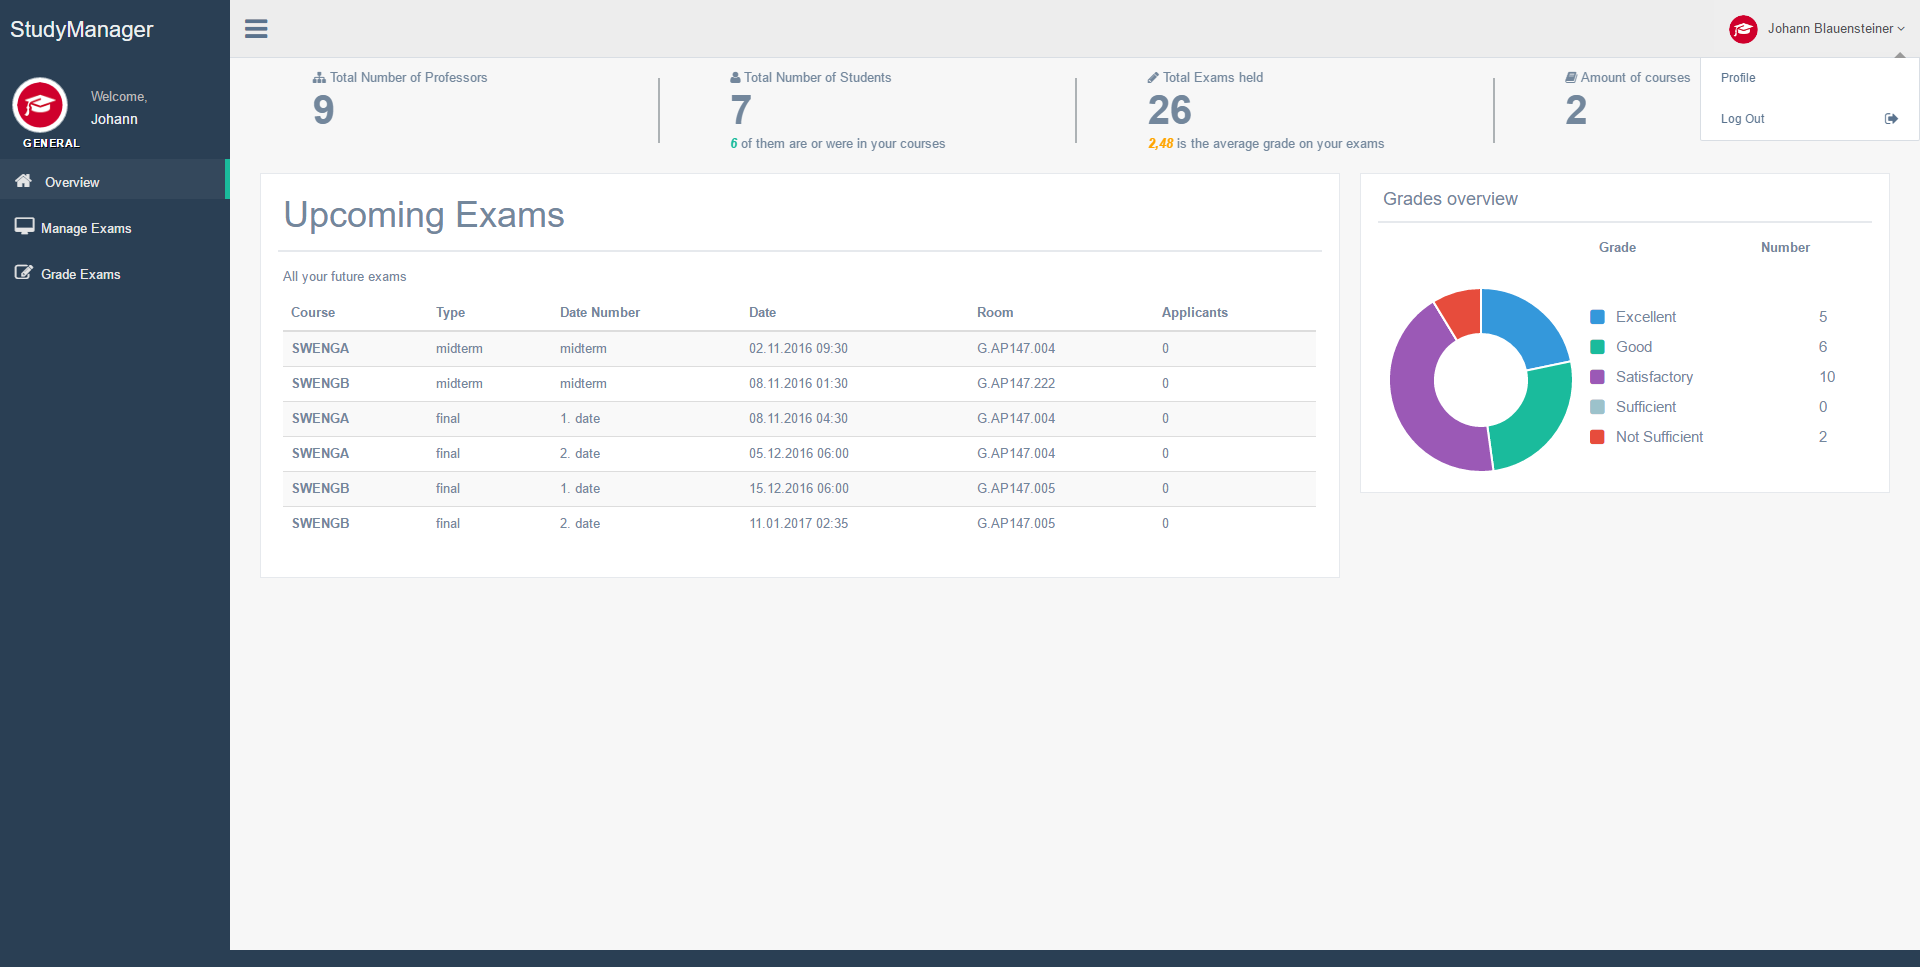 StudyManager
Johann Blauensteiner
Profile
Log Out
Welcome,
Johann
GENERAL
Overview
Manage Exams
Grade Exams
Total Number of Professors
9
Total Number of Students
7
6 of them are or were in your courses
Total Exams held
26
2,48 is the average grade on your exams
Amount of courses
2
Upcoming Exams
All your future exams
Course Type Date Number Date Room Applicants
SWENGA midterm midterm 02.11.2016 09:30 G.AP147.004 0
SWENGB midterm midterm 08.11.2016 01:30 G.AP147.222 0
SWENGA final 1. date 08.11.2016 04:30 G.AP147.004 0
SWENGA final 2. date 05.12.2016 06:00 G.AP147.004 0
SWENGB final 1. date 15.12.2016 06:00 G.AP147.005 0
SWENGB final 2. date 11.01.2017 02:35 G.AP147.005 0
Grades overview
Grade Number
Excellent 5
Good 6
Satisfactory 10
Sufficient 0
Not Sufficient 2